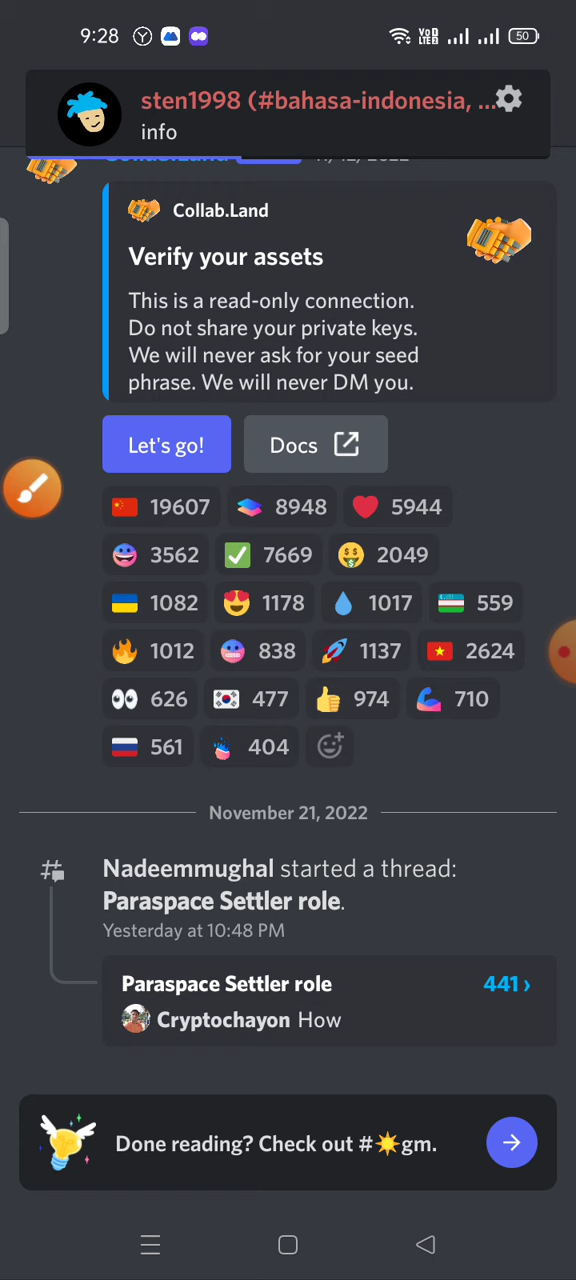 9:28
Vo LTE 2
50
sten1998 (#bahasa-indonesia, ...
info
Collab.Land
Verify your assets
This is a read-only connection.
Do not share your private keys.
We will never ask for your seed
phrase. We will never DM you.
Let's go!
Docs
19607
8948
5944
3562
7669
2049
1082
1178
1017
559
1012
838
1137
2624
626
477
974
710
561
404
November 21, 2022
Nadeemmughal started a thread:
Paraspace Settler role.
Yesterday at 10:48 PM
Paraspace Settler role
441 ›
Cryptochayon How
Done reading? Check out #☀️gm.